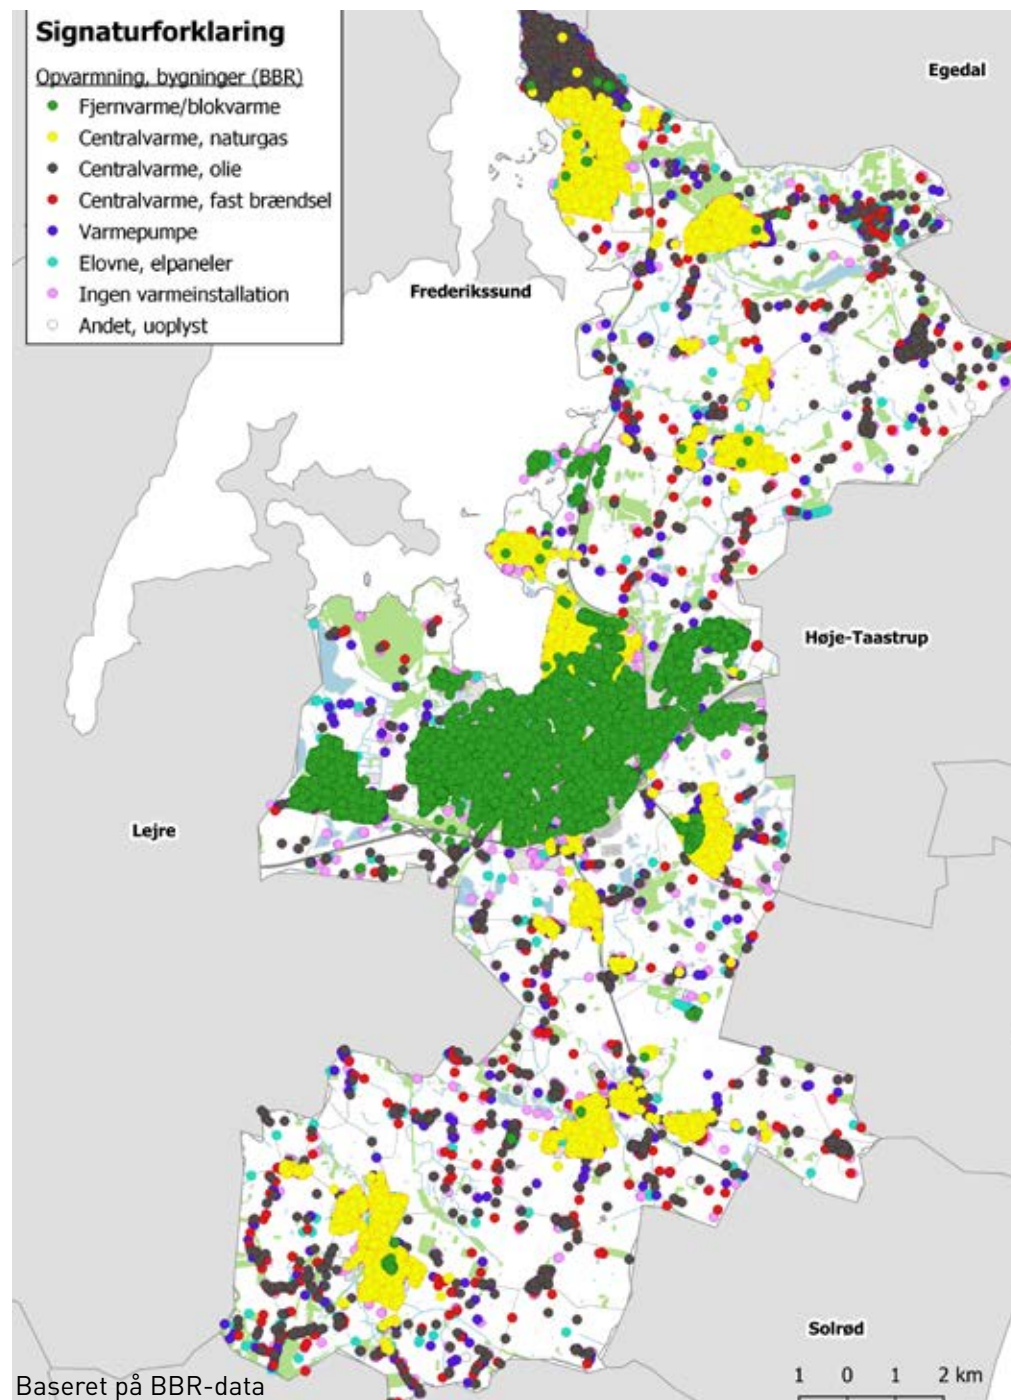 Signaturforklaring
Opvarmning, bygninger (BBR)
Fjernvarme/blokvarme
Centralvarme, naturgas
Centralvarme, olie
Centralvarme, fast brændsel
Varmepumpe
Elovne, elpaneler
Ingen varmeinstallation
Andet, uoplyst
Egedal
Frederikssund
Høje-Taastrup
Lejre
Solrød
1 0 1 2 km
Baseret på BBR-data